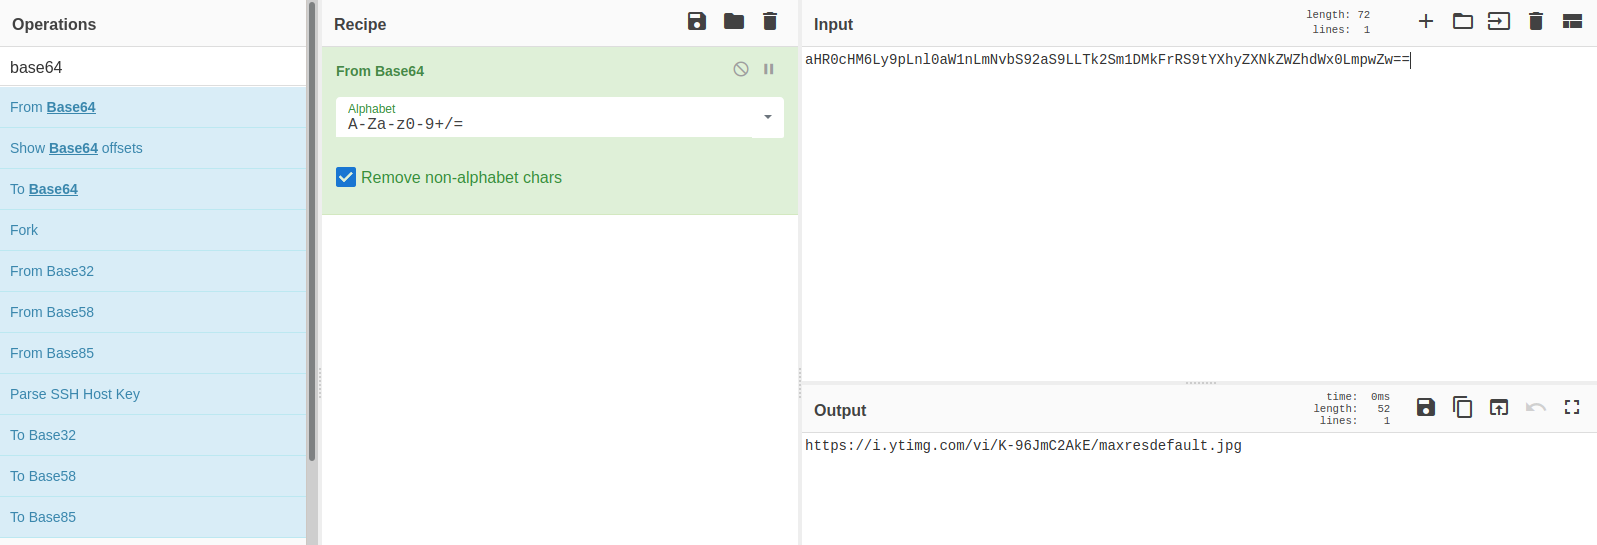 Operations
base64
From Base64
Show Base64 offsets
To Base64
Fork
From Base32
From Base58
From Base85
Parse SSH Host Key
To Base32
To Base58
To Base85
Recipe
From Base64
Alphabet
A-Za-z0-9+/=
Remove non-alphabet chars
Input
length: 72
lines: 1
aHR0cHM6Ly9pLnl0aW1nLmNvbS92aS9LLTk2Sm1DMkFrRS9tYXhyZXNkZWZhdWx0LmpwZw==
Output
time: 0ms
length: 52
lines: 1
https://i.ytimg.com/vi/K-96JmC2AkE/maxresdefault.jpg